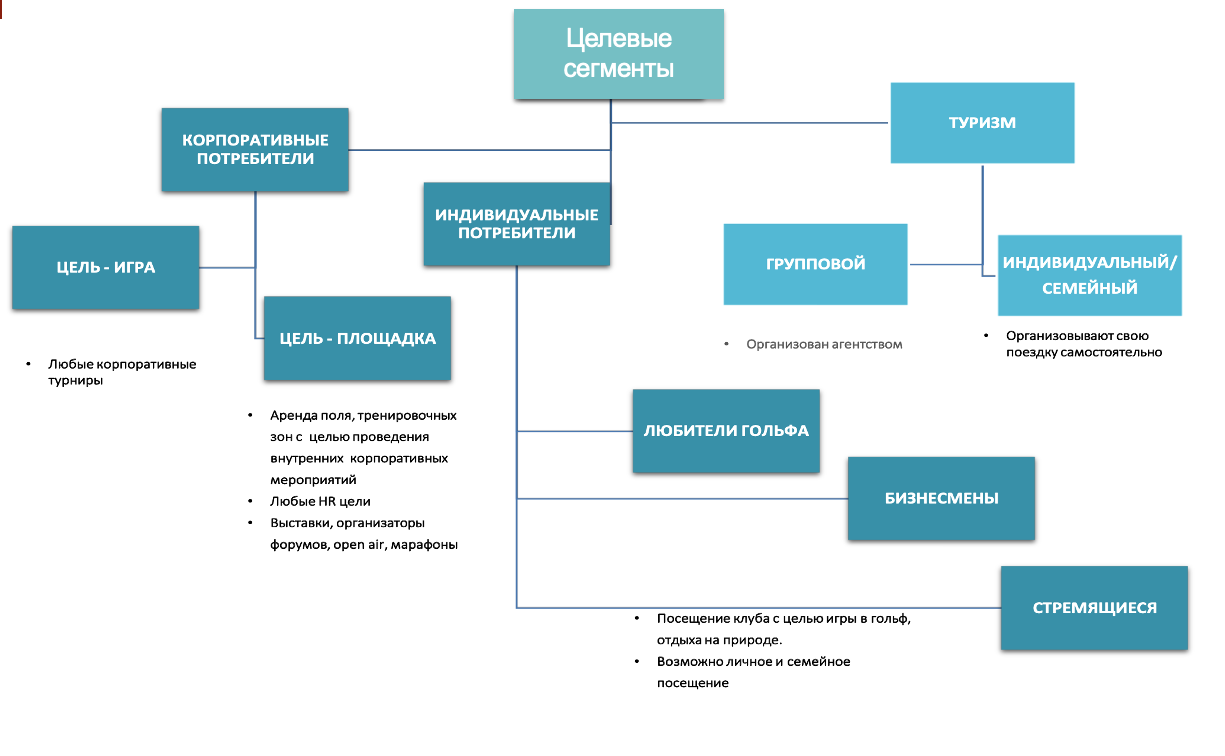 Целевые
сегменты
ТУРИЗМ
КОРПОРАТИВНЫЕ
ПОТРЕБИТЕЛИ
ИНДИВИДУАЛЬНЫЕ
ПОТРЕБИТЕЛИ
ЦЕЛЬ - ИГРА
ГРУППОВОЙ
ИНДИВИДУАЛЬНЫЙ/
СЕМЕЙНЫЙ
ЦЕЛЬ - ПЛОЩАДКА
• Организован агентством
• Организовывают свою
поездку самостоятельно
• Любые корпоративные
турниры
• Аренда поля, тренировочных
зон с целью проведения
внутренних корпоративных
мероприятий
• Любые HR цели
• Выставки, организаторы
форумов, open air, марафоны
ЛЮБИТЕЛИ ГОЛЬФА
БИЗНЕСМЕНЫ
СТРЕМЯЩИЕСЯ
• Посещение клуба с целью игры в гольф,
отдыха на природе.
• Возможно личное и семейное
посещение